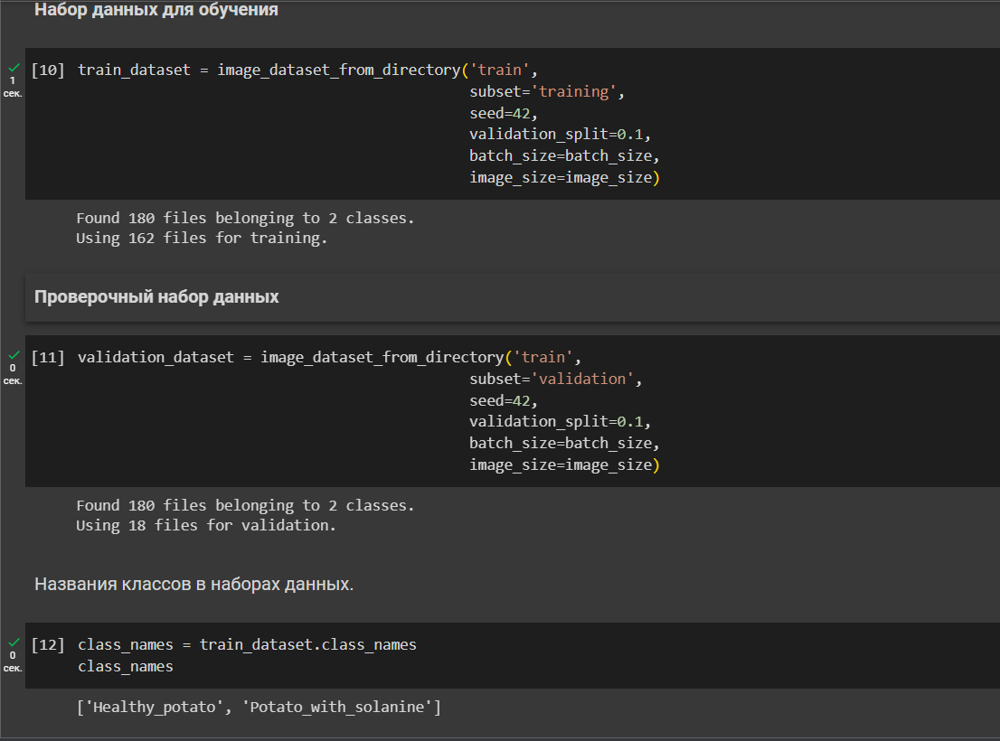 Набор данных для обучения
[10] train_dataset = image_dataset_from_directory('train',
1
сек.
subset='training',
seed=42,
validation_split=0.1,
batch_size=batch_size,
image_size=image_size)
Found 180 files belonging to 2 classes.
Using 162 files for training.
Проверочный набор данных
[11] validation_dataset = image_dataset_from_directory('train',
0
сек.
subset='validation',
seed=42,
validation_split=0.1,
batch_size=batch_size,
image_size=image_size)
Found 180 files belonging to 2 classes.
Using 18 files for validation.
Названия классов в наборах данных.
[12] class_names = train_dataset.class_names
0
сек.
class_names
['Healthy_potato', 'Potato_with_solanine']